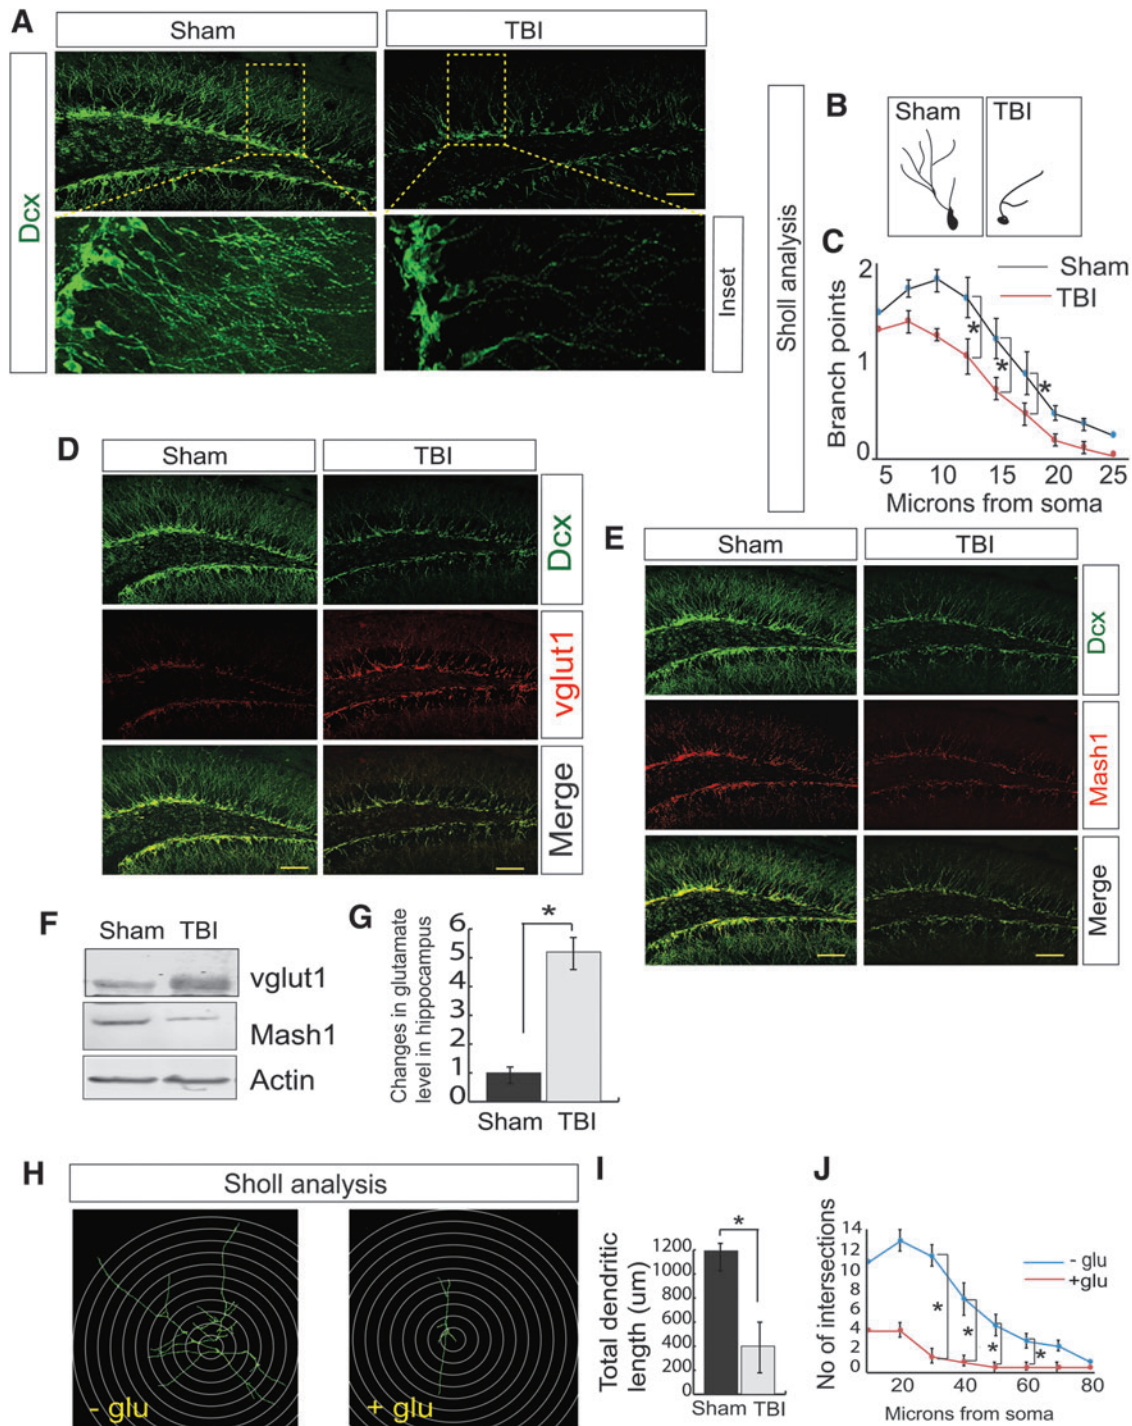 A
Sham
TBI
Dcx
Inset
Sholl analysis
B
Sham
TBI
C
Sham
TBI
Branch points
2
1
0
*
*
*
5
10
15
20
25
Microns from soma
D
Sham
TBI
Dcx
vglut1
Merge
E
Sham
TBI
Dcx
Mash1
Merge
F
Sham
TBI
vglut1
Mash1
Actin
G
Changes in glutamate
level in hippocampus
6
5
4
3
2
1
0
*
Sham
TBI
H
Sholl analysis
- glu
+ glu
I
Total dendritic
length (um)
1200
1000
800
600
400
200
0
*
Sham
TBI
J
No of intersections
14
12
10
8
6
4
2
0
- glu
+glu
*
*
*
*
20
40
60
80
Microns from soma